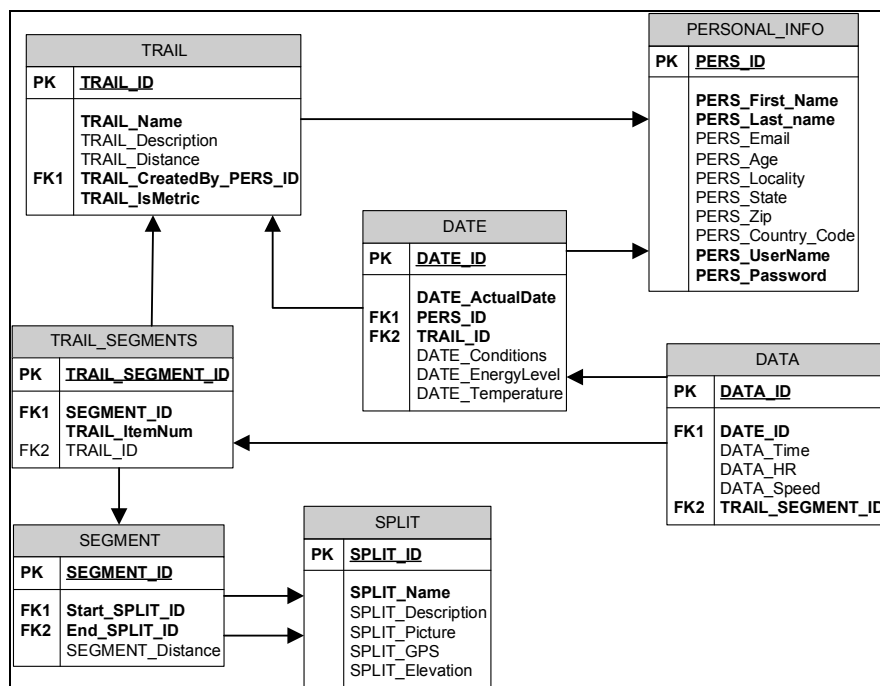 TRAIL
PK TRAIL_ID
TRAIL_Name
TRAIL_Description
TRAIL_Distance
FK1 TRAIL_CreatedBy_PERS_ID
TRAIL_IsMetric
PERSONAL_INFO
PK PERS_ID
PERS_First_Name
PERS_Last_name
PERS_Email
PERS_Age
PERS_Locality
PERS_State
PERS_Zip
PERS_Country_Code
PERS_UserName
PERS_Password
DATE
PK DATE_ID
DATE_ActualDate
FK1 PERS_ID
FK2 TRAIL_ID
DATE_Conditions
DATE_EnergyLevel
DATE_Temperature
TRAIL_SEGMENTS
PK TRAIL_SEGMENT_ID
FK1 SEGMENT_ID
TRAIL_ItemNum
FK2 TRAIL_ID
DATA
PK DATA_ID
FK1 DATE_ID
DATA_Time
DATA_HR
DATA_Speed
FK2 TRAIL_SEGMENT_ID
SEGMENT
PK SEGMENT_ID
FK1 Start_SPLIT_ID
FK2 End_SPLIT_ID
SEGMENT_Distance
SPLIT
PK SPLIT_ID
SPLIT_Name
SPLIT_Description
SPLIT_Picture
SPLIT_GPS
SPLIT_Elevation